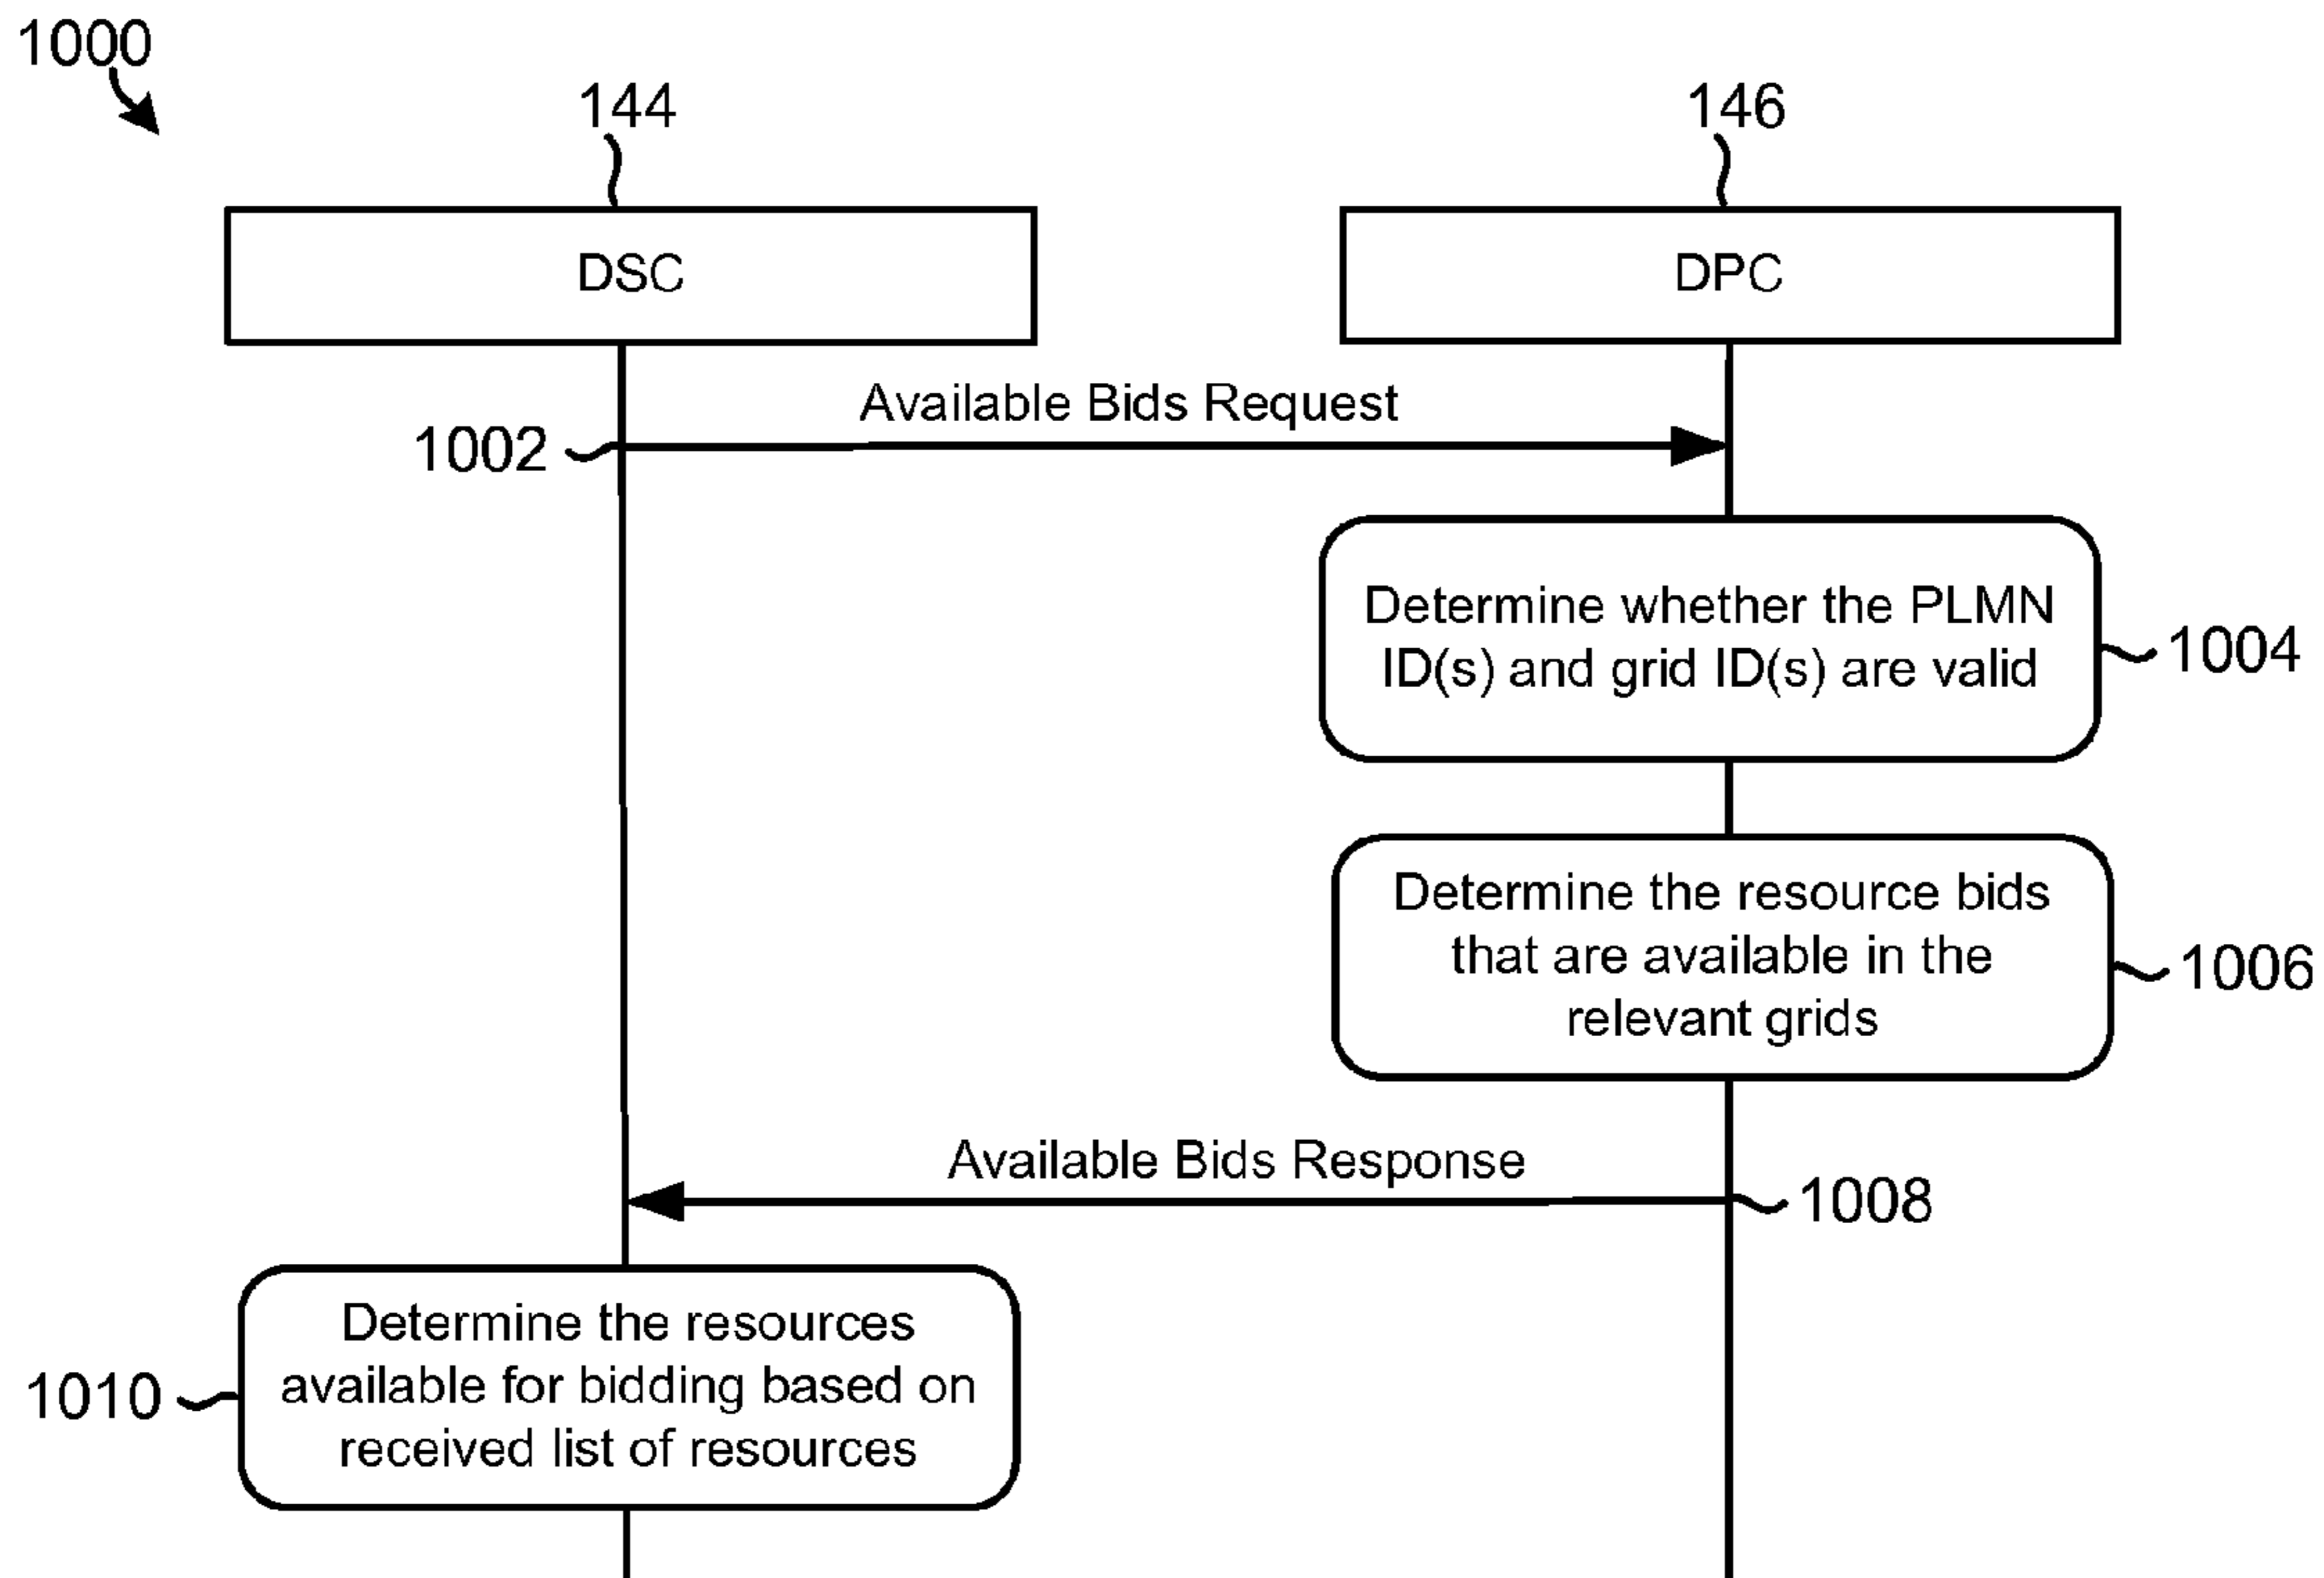 1000
144
146
DSC
DPC
Available Bids Request
1002
Determine whether the PLMN
ID(s) and grid ID(s) are valid
1004
Determine the resource bids
that are available in the
relevant grids
1006
Available Bids Response
1008
Determine the resources
available for bidding based on
received list of resources
1010